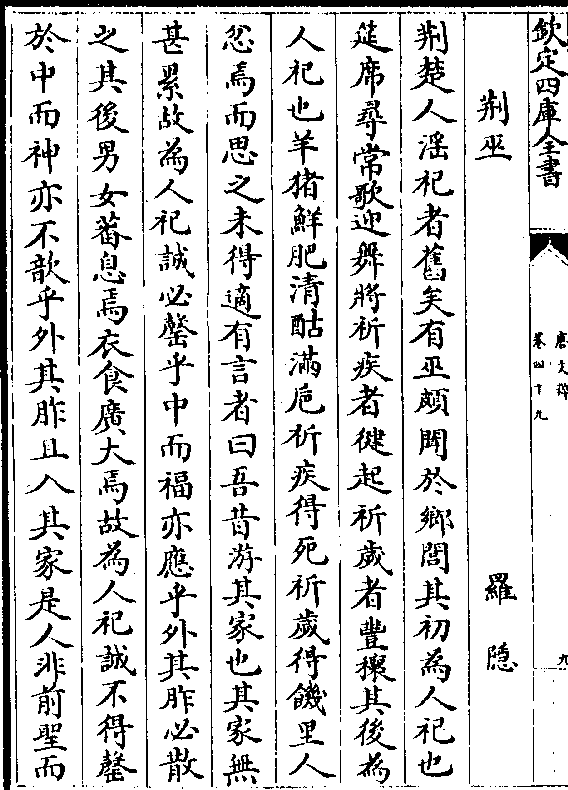 欽定四庫全書
唐文粹
卷四十九
九
荆巫 羅隱
荆楚人淫祀者舊矣有巫頗聞於鄉閭其初為人祀也
筵席尋常歌迎舞將祈疾者健起祈歲者豐穰其後為
人祀也羊猪鮮肥清酤滿巵祈疾得死祈歲得饑里人
忿焉而思之未得適有言者曰吾昔游其家也其家無
甚累故為人祀誠必罄乎中而福亦應乎外其胙必散
之其後男女蕃息焉衣食廣大焉故為人祀誠不得罄
於中而神亦不歆乎外其胙且入其家是人非前聖而